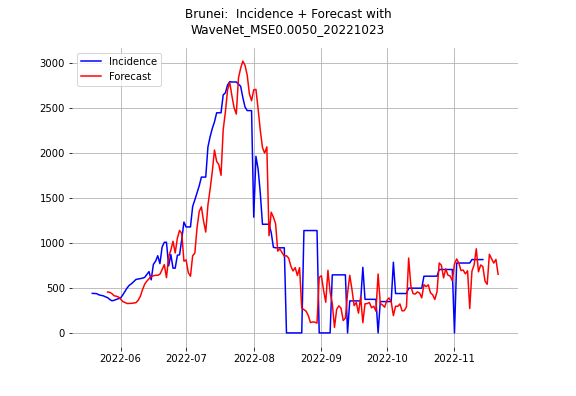 Brunei:  Incidence + Forecast with
WaveNet_MSE0.0050_20221023
Incidence
Forecast
3000
2500
2000
1500
1000
500
0
2022-06 2022-07 2022-08 2022-09 2022-10 2022-11